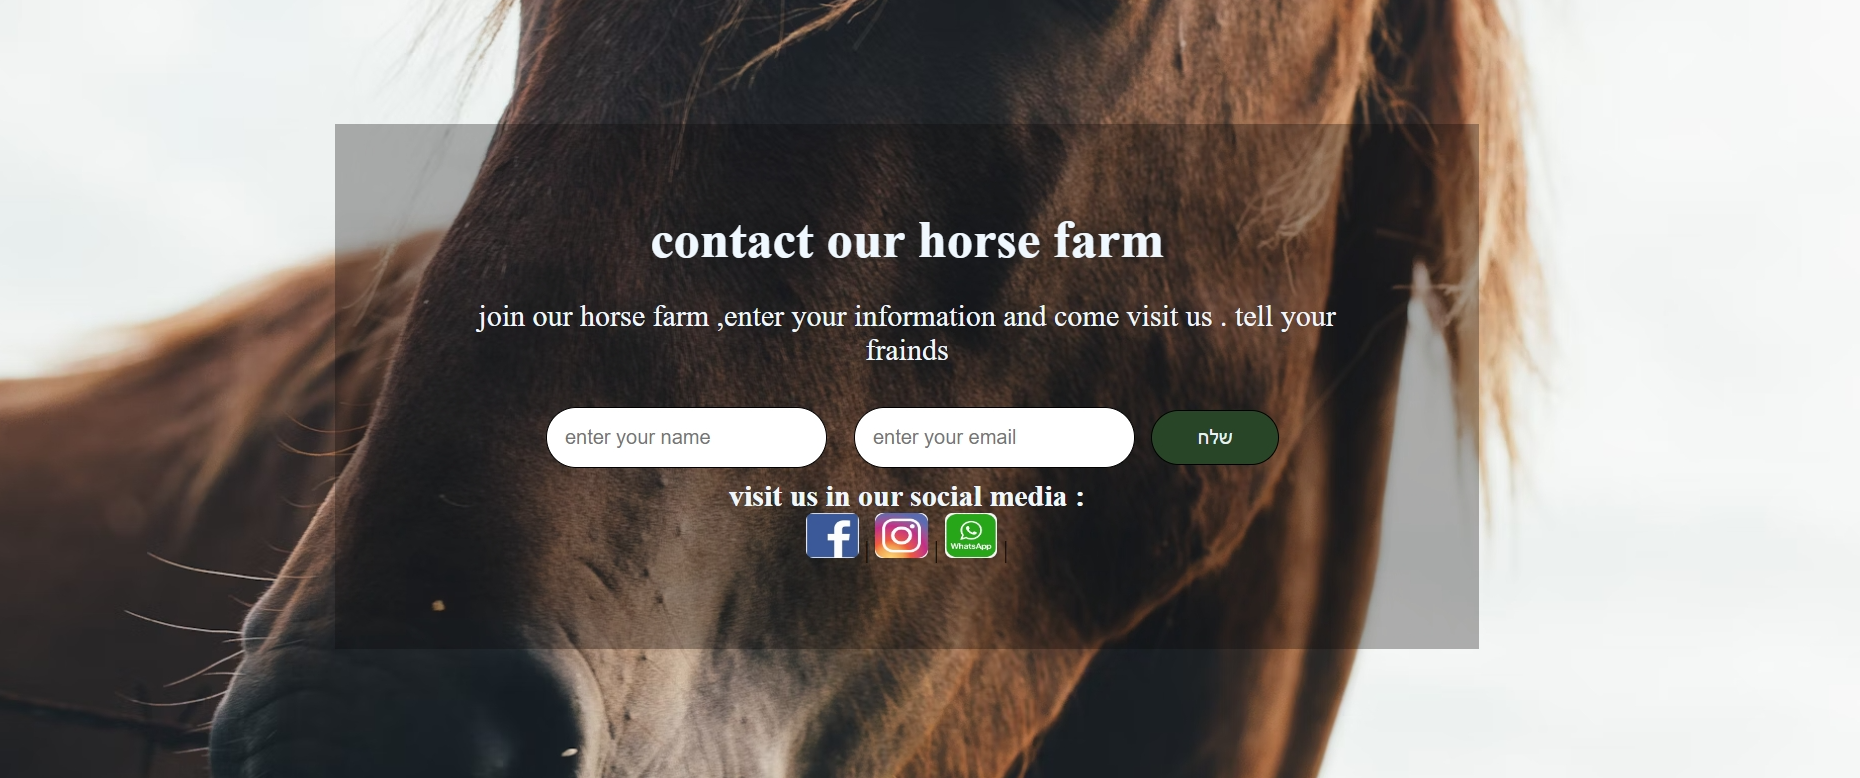 contact our horse farm
join our horse farm ,enter your information and come visit us . tell your
frainds
enter your name
enter your email
שלח
visit us in our social media :
f
WhatsApp